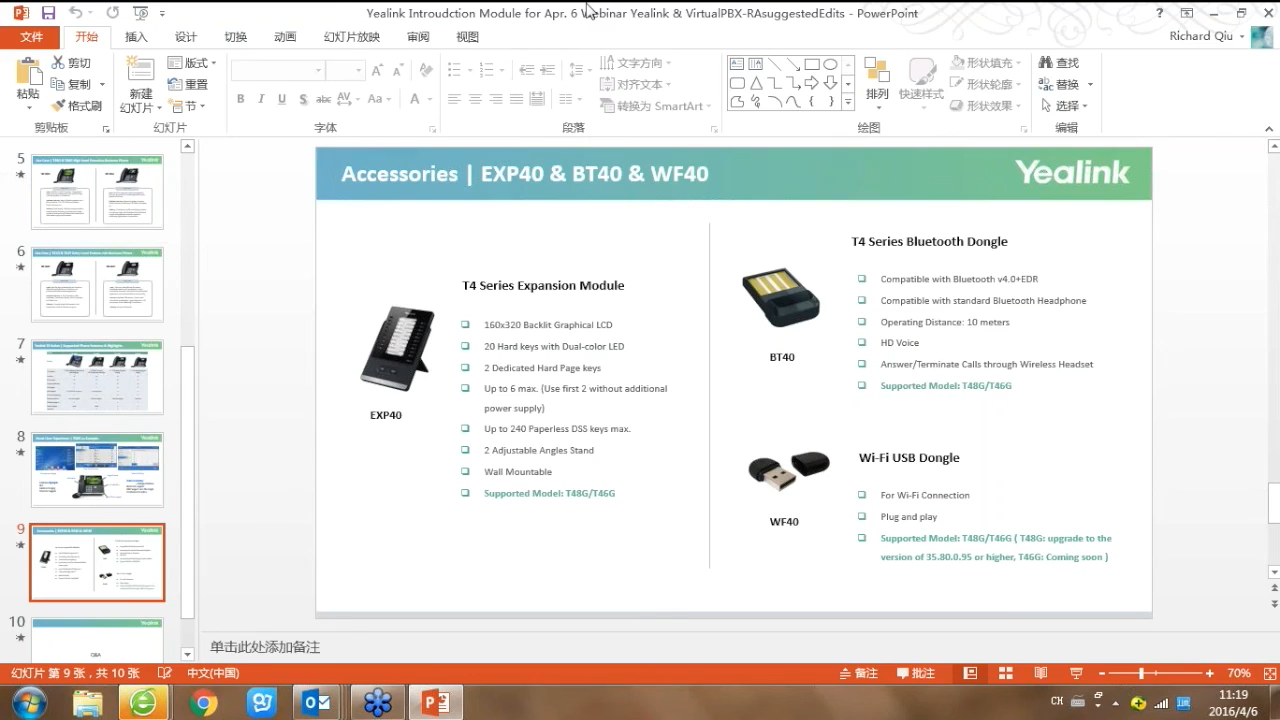 Yealink Introudction Module for Apr. 6 Webinar Yealink & VirtualPBX-RAsuggestedEdits - PowerPoint
文件
开始
插入
设计
切换
动画
幻灯片放映
审阅
视图
Richard Qiu
粘贴
剪切
复制
格式刷
剪贴板
新建
幻灯片
版式
重置
节
幻灯片
字体
文字方向
对齐文本
转换为 SmartArt
段落
排列
快速样式
形状填充
形状轮廓
形状效果
绘图
查找
替换
选择
编辑
5
6
7
8
9
10
Q&A
Accessories | EXP40 & BT40 & WF40
Yealink
T4 Series Expansion Module
160x320 Backlit Graphical LCD
20 Hard keys with Dual-color LED
2 Dedicated Hard Page keys
Up to 6 max. (Use first 2 without additional
power supply)
Up to 240 Paperless DSS keys max.
2 Adjustable Angles Stand
Wall Mountable
Supported Model: T48G/T46G
EXP40
T4 Series Bluetooth Dongle
Compatible with Bluetooth v4.0+EDR
Compatible with standard Bluetooth Headphone
Operating Distance: 10 meters
HD Voice
Answer/Terminate Calls through Wireless Headset
Supported Model: T48G/T46G
BT40
Wi-Fi USB Dongle
For Wi-Fi Connection
Plug and play
Supported Model: T48G/T46G ( T48G: upgrade to the
version of 35.80.0.95 or higher, T46G: Coming soon )
WF40
单击此处添加备注
幻灯片 第 9 张，共 10 张
中文(中国)
备注
批注
70%
CH
11:19
2016/4/6